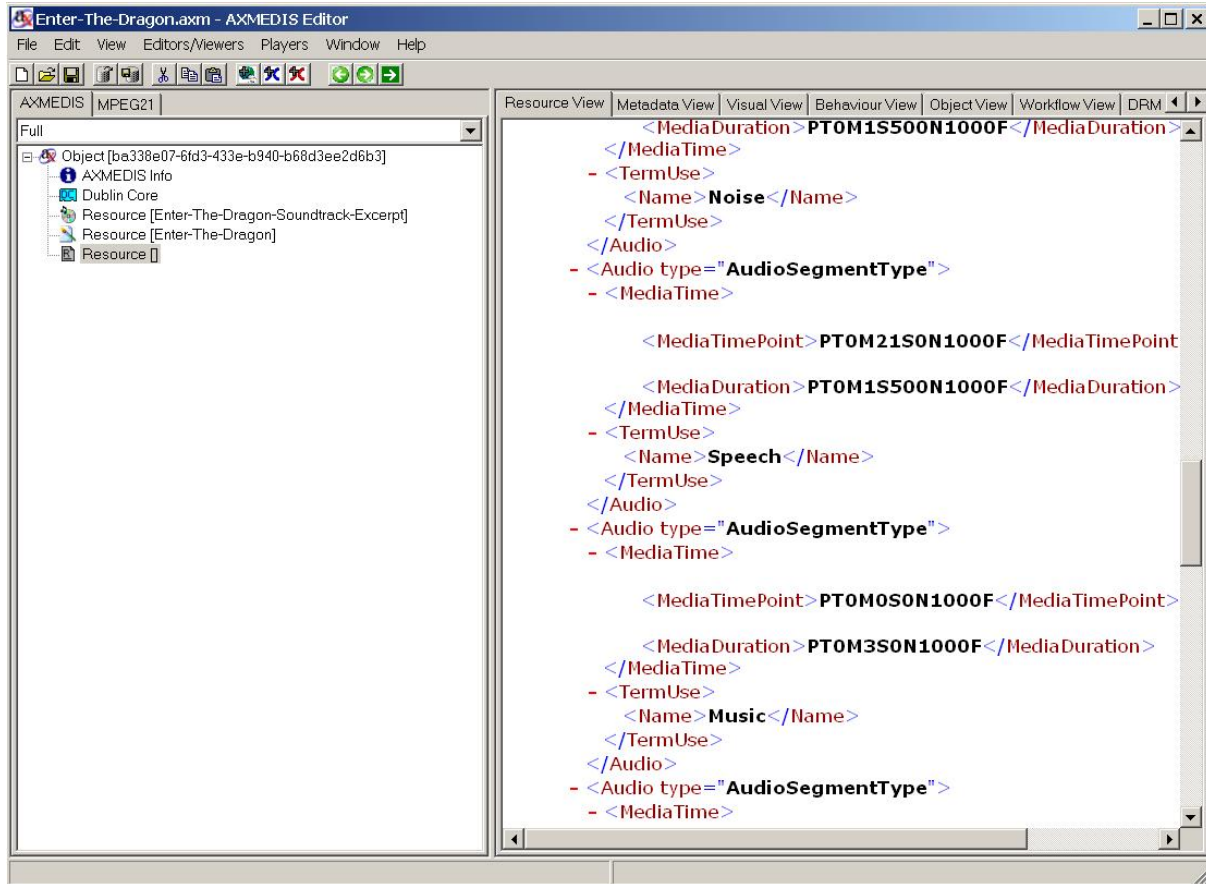 Enter-The-Dragon.axm - AXMEDIS Editor
File Edit View Editors/Viewers Players Window Help
AXMEDIS MPEG21
Full
Object [ba338e07-6fd3-433e-b940-b68d3ee2d6b3]
AXMEDIS Info
Dublin Core
Resource [Enter-The-Dragon-Soundtrack-Excerpt]
Resource [Enter-The-Dragon]
Resource []
Resource View Metadata View Visual View Behaviour View Object View Workflow View DRM
<MediaDuration>PT0M1S500N1000F</MediaDuration>
</MediaTime>
- <TermUse>
<Name>Noise</Name>
</TermUse>
</Audio>
- <Audio type="AudioSegmentType">
- <MediaTime>
<MediaTimePoint>PT0M21S0N1000F</MediaTimePoint
<MediaDuration>PT0M1S500N1000F</MediaDuration>
</MediaTime>
- <TermUse>
<Name>Speech</Name>
</TermUse>
</Audio>
- <Audio type="AudioSegmentType">
- <MediaTime>
<MediaTimePoint>PT0M0S0N1000F</MediaTimePoint>
<MediaDuration>PT0M3S0N1000F</MediaDuration>
</MediaTime>
- <TermUse>
<Name>Music</Name>
</TermUse>
</Audio>
- <Audio type="AudioSegmentType">
- <MediaTime>